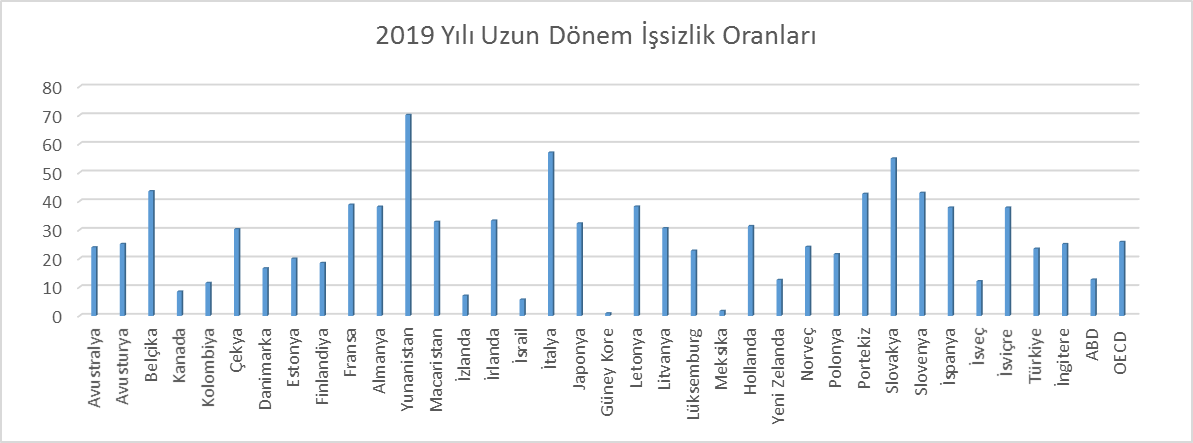 2019 Yılı Uzun Dönem İşsizlik Oranları
80
70
60
50
40
30
20
10
0
Avustralya
Avusturya
Belçika
Kanada
Kolombiya
Çekya
Danimarka
Estonya
Finlandiya
Fransa
Almanya
Yunanistan
Macaristan
İzlanda
İrlanda
İsrail
İtalya
Japonya
Güney Kore
Letonya
Litvanya
Lüksemburg
Meksika
Hollanda
Yeni Zelanda
Norveç
Polonya
Portekiz
Slovakya
Slovenya
İspanya
İsveç
İsviçre
Türkiye
İngitere
ABD
OECD